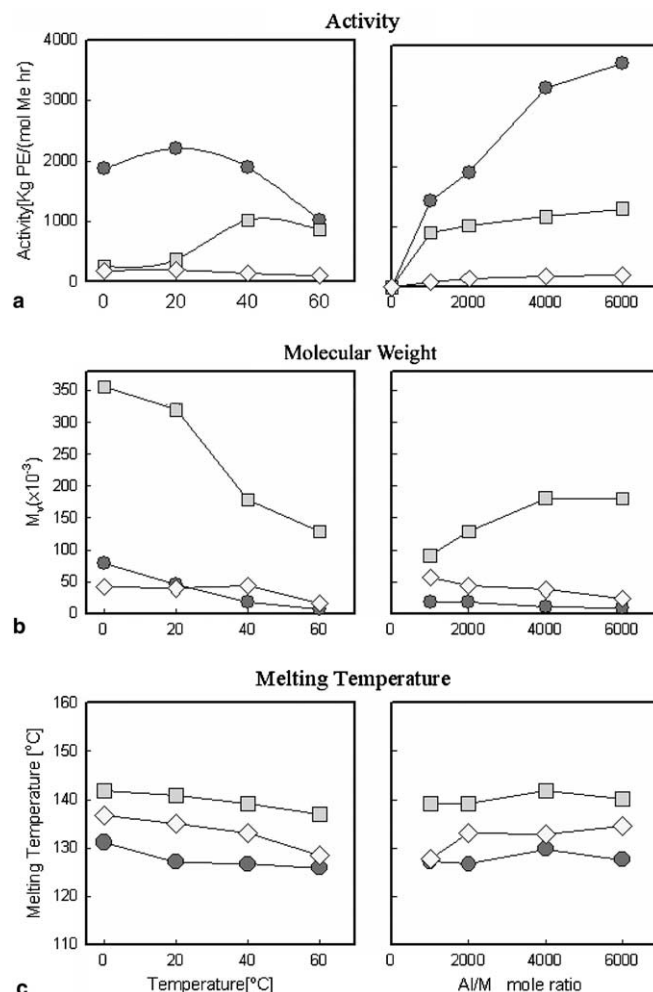 Activity
Activity[Kg PE/(mol Me hr)
4000
3000
2000
1000
0
0 20 40 60
0 2000 4000 6000
a
Molecular Weight
Mv(×10-3)
350
300
250
200
150
100
50
0
0 20 40 60
0 2000 4000 6000
b
Melting Temperature
Melting Temperature [°C]
160
150
140
130
120
110
0 20 40 60
0 2000 4000 6000
c
Temperature[°C]
Al/M mole ratio